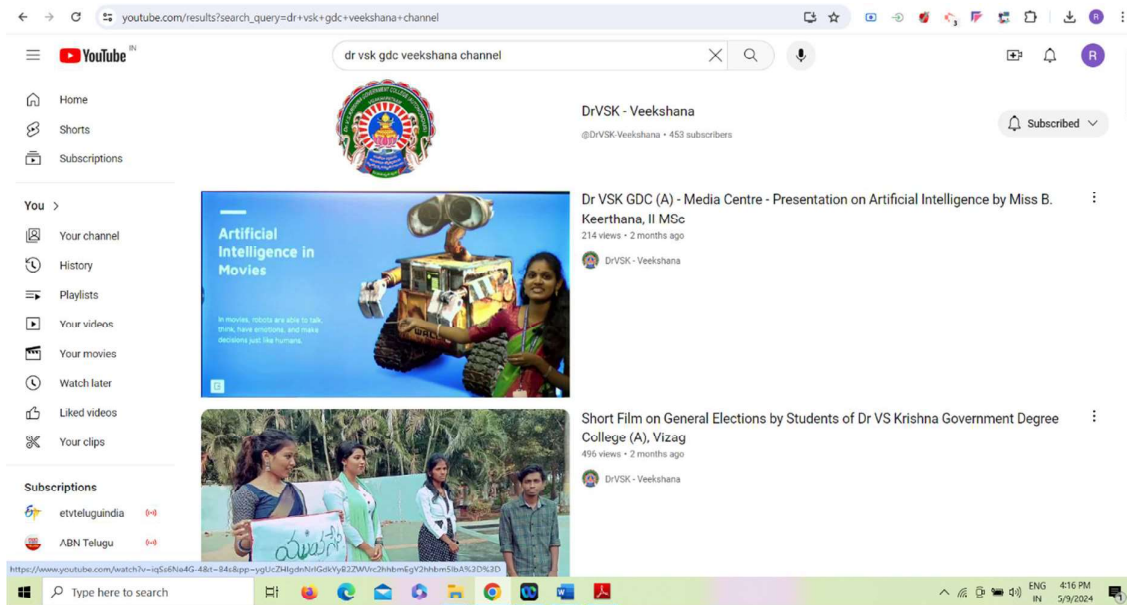 youtube.com/results?search_query=dr+vsk+gdc+veekshana+channel
YouTube IN
dr vsk gdc veekshana channel
R
Home
Shorts
Subscriptions
You
Your channel
History
Playlists
Your videos
Your movies
Watch later
Liked videos
Your clips
Subscriptions
etvteluguindia
ABN Telugu
DrVSK - Veekshana
@DrVSK-Veekshana • 453 subscribers
Subscribed
Artificial
Intelligence in
Movies
In movies, robots are able to talk,
think, have emotions, and make
decisions just like humans.
Dr VSK GDC (A) - Media Centre - Presentation on Artificial Intelligence by Miss B.
Keerthana, II MSc
214 views • 2 months ago
DrVSK - Veekshana
Short Film on General Elections by Students of Dr VS Krishna Government Degree
College (A), Vizag
496 views • 2 months ago
DrVSK - Veekshana
Type here to search
ENG
IN
4:16 PM
5/9/2024